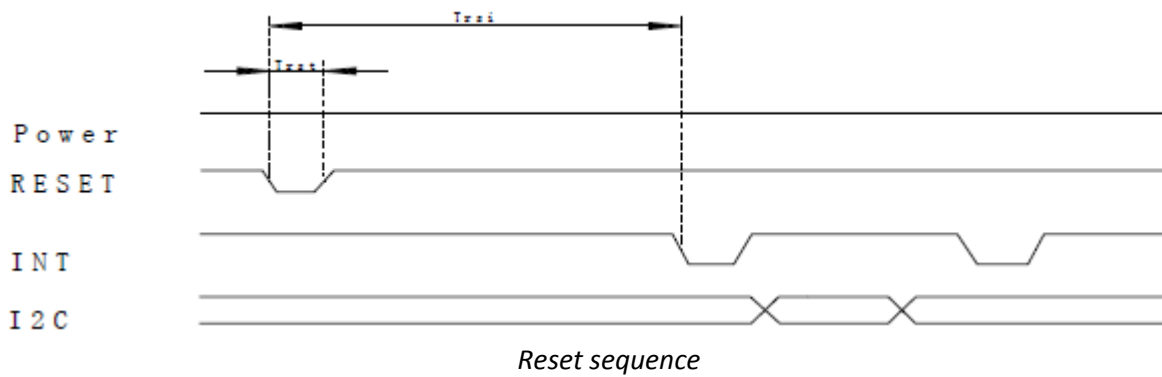 Trsi
Trst
Power
RESET
INT
I2C
Reset sequence